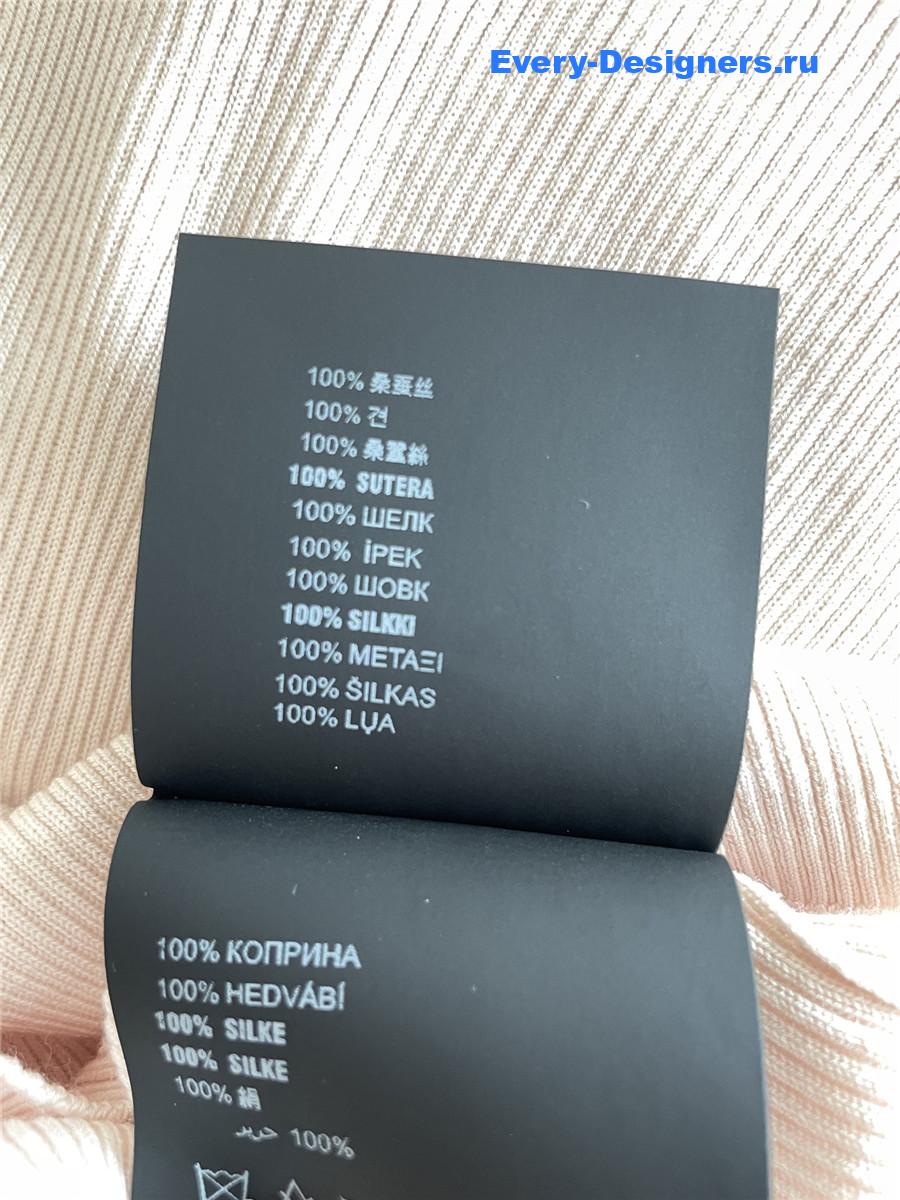 Every-Designers.ru
100% 桑蚕丝
100% 견
100% 桑蠶絲
100% SUTERA
100% ШЕЛК
100% İPEK
100% ШОВК
100% SILKKI
100% ΜΕΤΑΞΙ
100% ŠILKAS
100% LỤA
100% КОПРИНА
100% HEDVÁBÍ
100% SILKE
100% SILKE
100% 絹
100% حرير